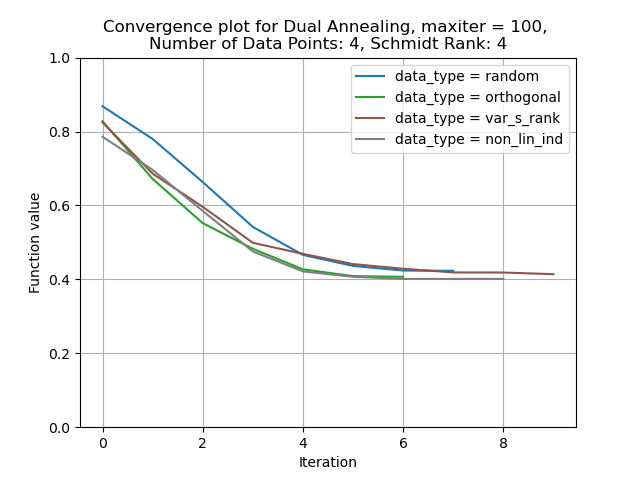 Convergence plot for Dual Annealing, maxiter = 100,
Number of Data Points: 4, Schmidt Rank: 4
1.0
0.8
0.6
0.4
0.2
0.0
Function value
data_type = random
data_type = orthogonal
data_type = var_s_rank
data_type = non_lin_ind
0 2 4 6 8
Iteration